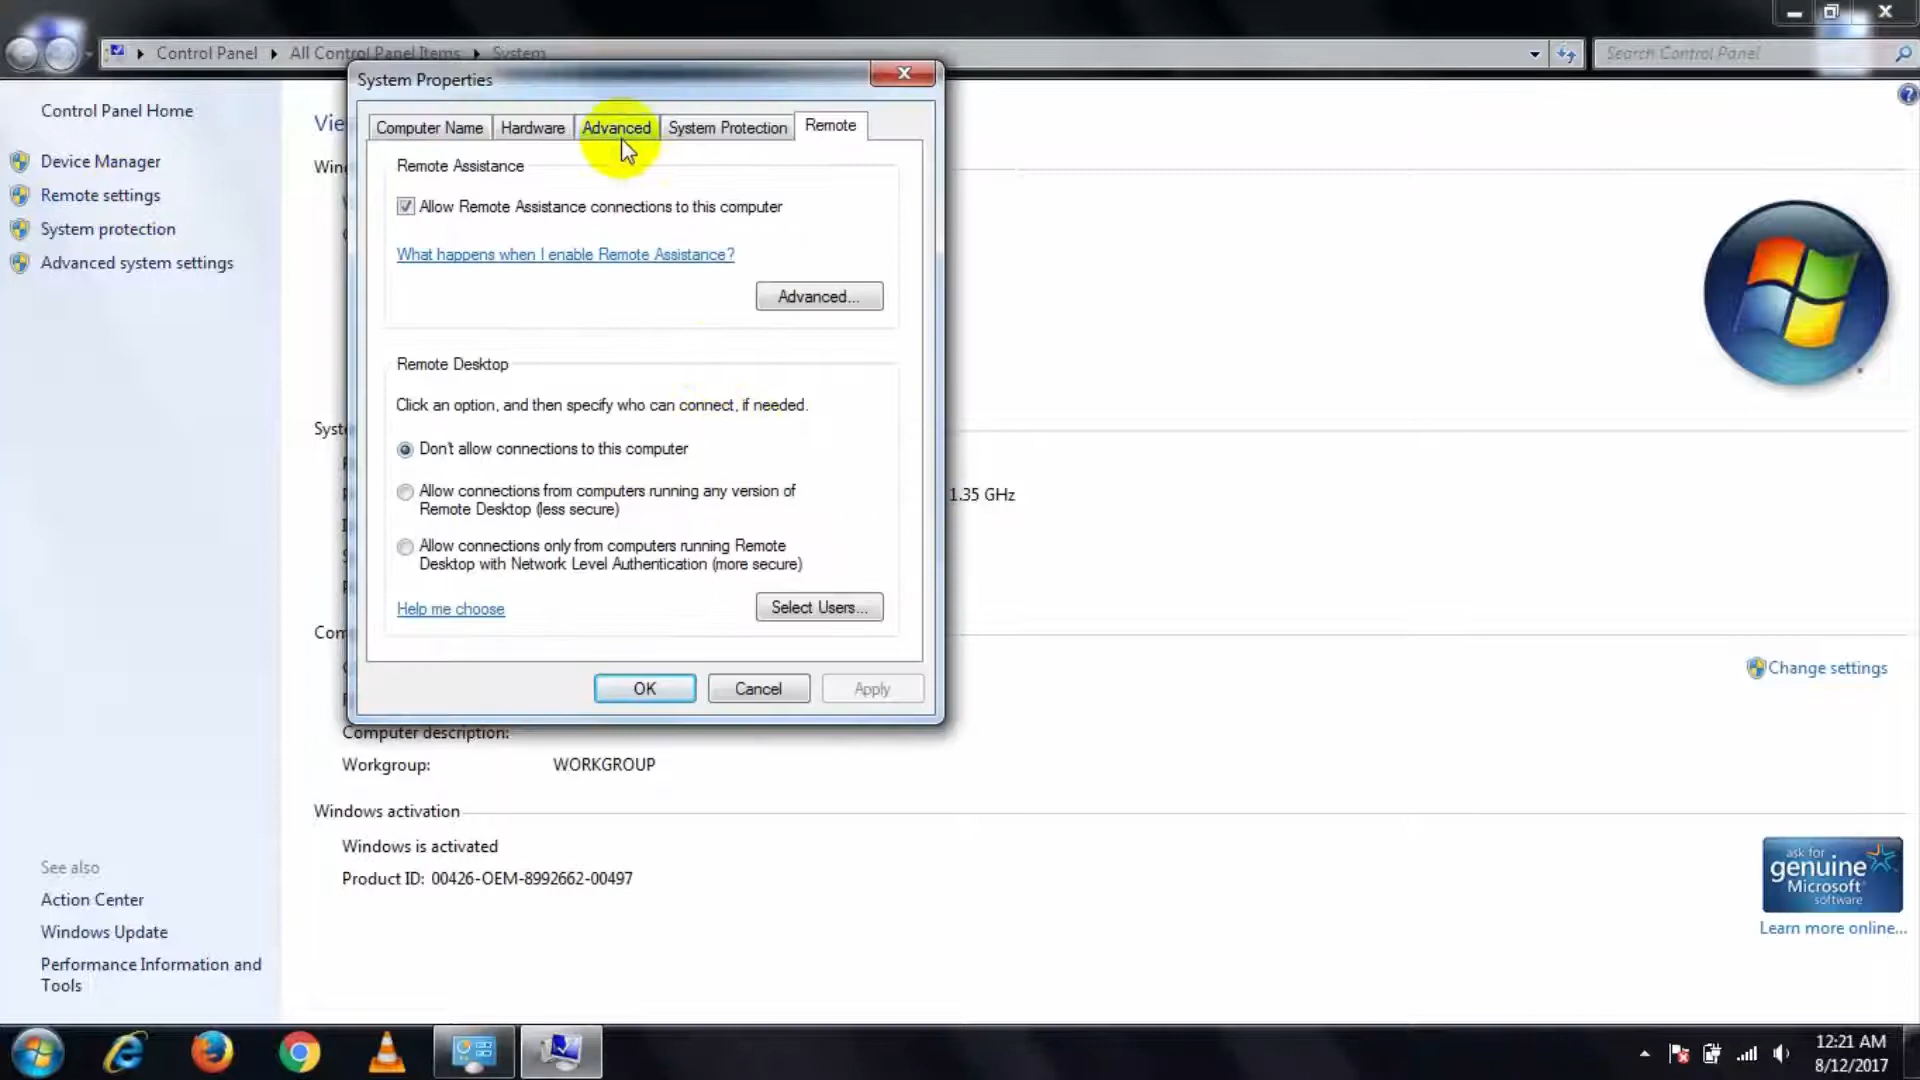 Control Panel
All Control Panel Items
System
Search Control Panel
System Properties
Control Panel Home
Device Manager
Remote settings
System protection
Advanced system settings
Computer Name
Hardware
Advanced
System Protection
Remote
Remote Assistance
Allow Remote Assistance connections to this computer
What happens when I enable Remote Assistance?
Advanced...
Remote Desktop
Click an option, and then specify who can connect, if needed.
Don't allow connections to this computer
Allow connections from computers running any version of
Remote Desktop (less secure)
Allow connections only from computers running Remote
Desktop with Network Level Authentication (more secure)
Help me choose
Select Users...
OK
Cancel
Apply
1.35 GHz
Change settings
Computer description:
Workgroup:
WORKGROUP
Windows activation
Windows is activated
Product ID: 00426-OEM-8992662-00497
ask for
genuine
Microsoft
software
Learn more online...
See also
Action Center
Windows Update
Performance Information and
Tools
12:21 AM
8/12/2017